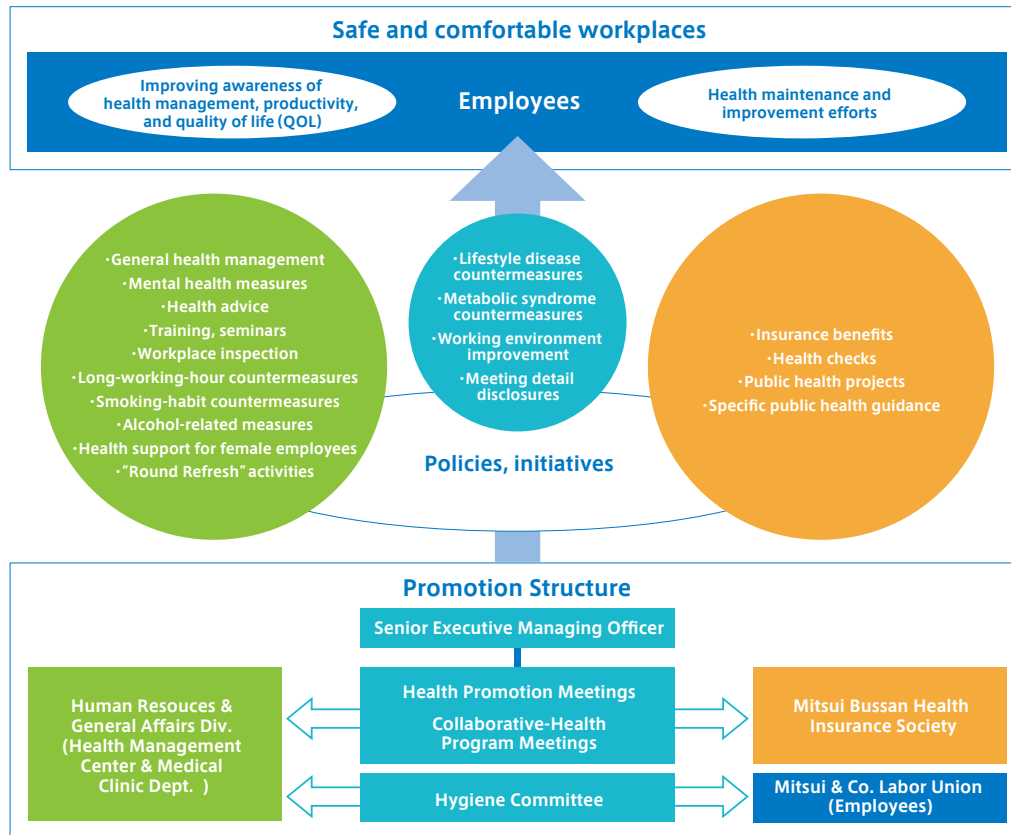 Safe and comfortable workplaces
Improving awareness of
health management, productivity,
and quality of life (QOL)
Employees
Health maintenance and
improvement efforts
・General health management
・Mental health measures
・Health advice
・Training, seminars
・Workplace inspection
・Long-working-hour countermeasures
・Smoking-habit countermeasures
・Alcohol-related measures
・Health support for female employees
・"Round Refresh" activities
・Lifestyle disease
countermeasures
・Metabolic syndrome
countermeasures
・Working environment
improvement
・Meeting detail
disclosures
・Insurance benefits
・Health checks
・Public health projects
・Specific public health guidance
Policies, initiatives
Promotion Structure
Senior Executive Managing Officer
Human Resouces &
General Affairs Div.
(Health Management
Center & Medical
Clinic Dept. )
Health Promotion Meetings
Collaborative-Health
Program Meetings
Mitsui Bussan Health
Insurance Society
Hygiene Committee
Mitsui & Co. Labor Union
(Employees)